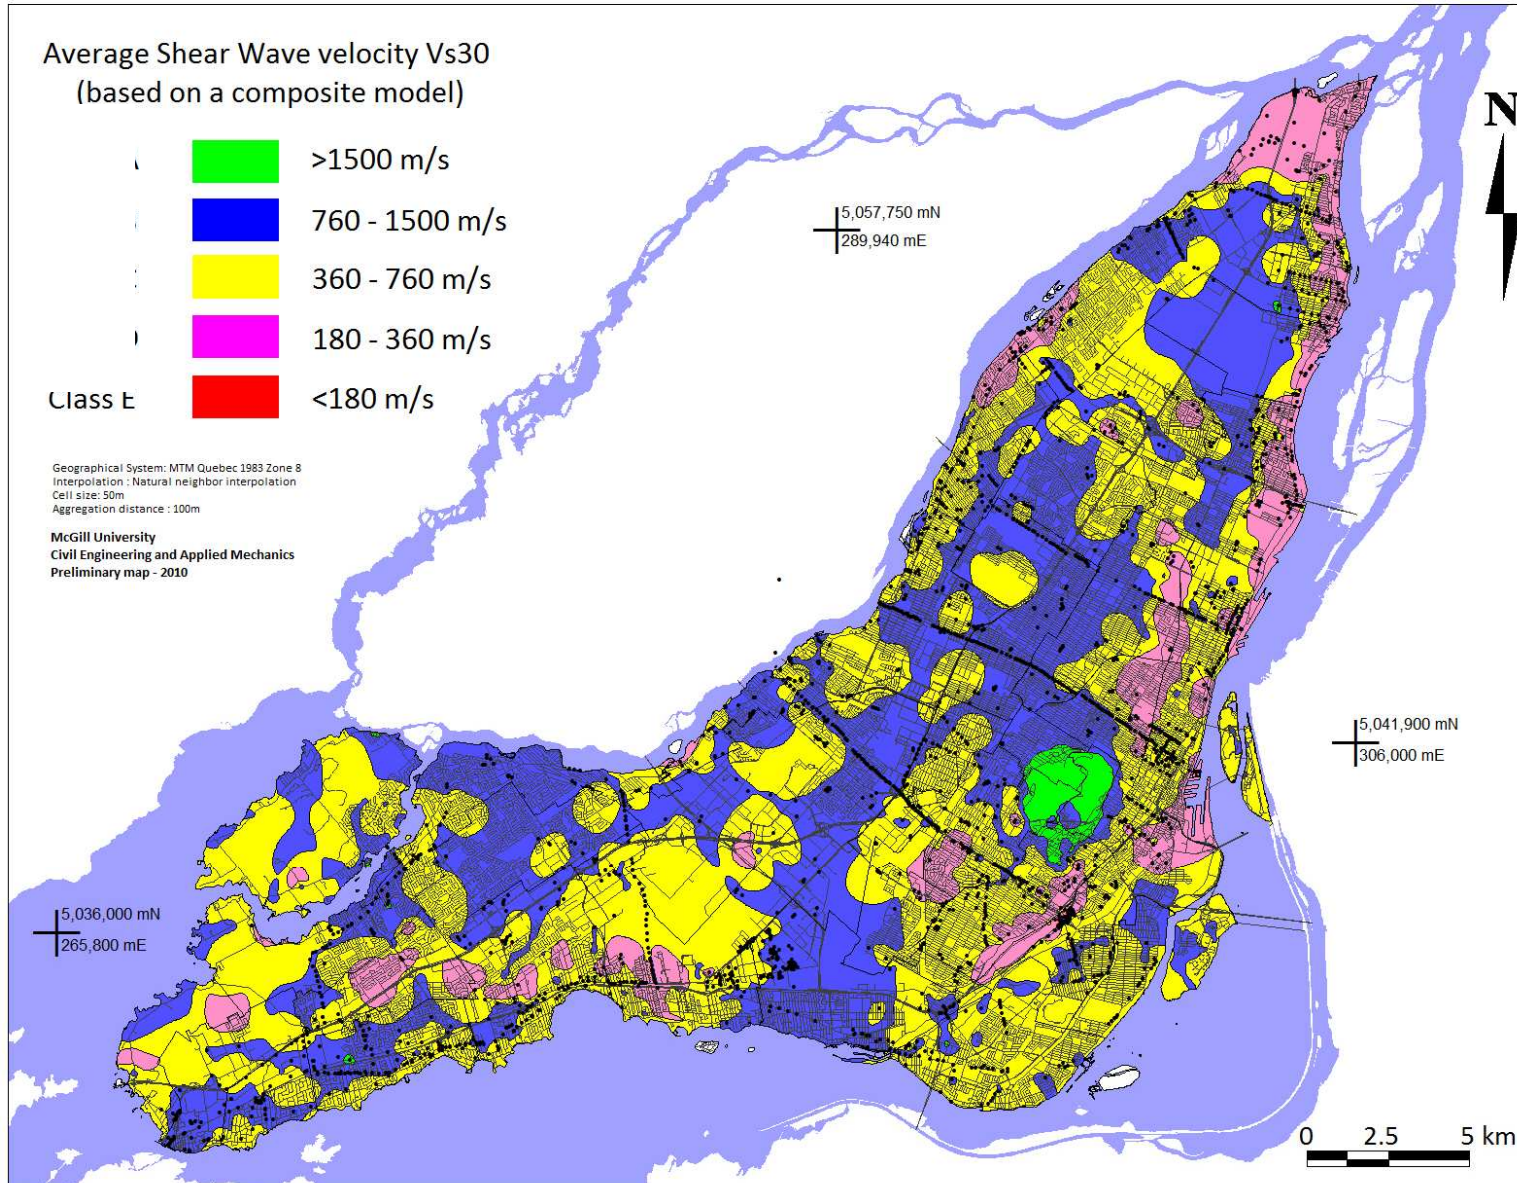 Average Shear Wave velocity Vs30
(based on a composite model)
>1500 m/s
760 - 1500 m/s
360 - 760 m/s
180 - 360 m/s
Class E <180 m/s
Geographical System: MTM Quebec 1983 Zone 8
Interpolation : Natural neighbor interpolation
Cell size: 50m
Aggregation distance : 100m
McGill University
Civil Engineering and Applied Mechanics
Preliminary map - 2010
N
5,057,750 mN
289,940 mE
5,041,900 mN
306,000 mE
5,036,000 mN
265,800 mE
0 2.5 5 km